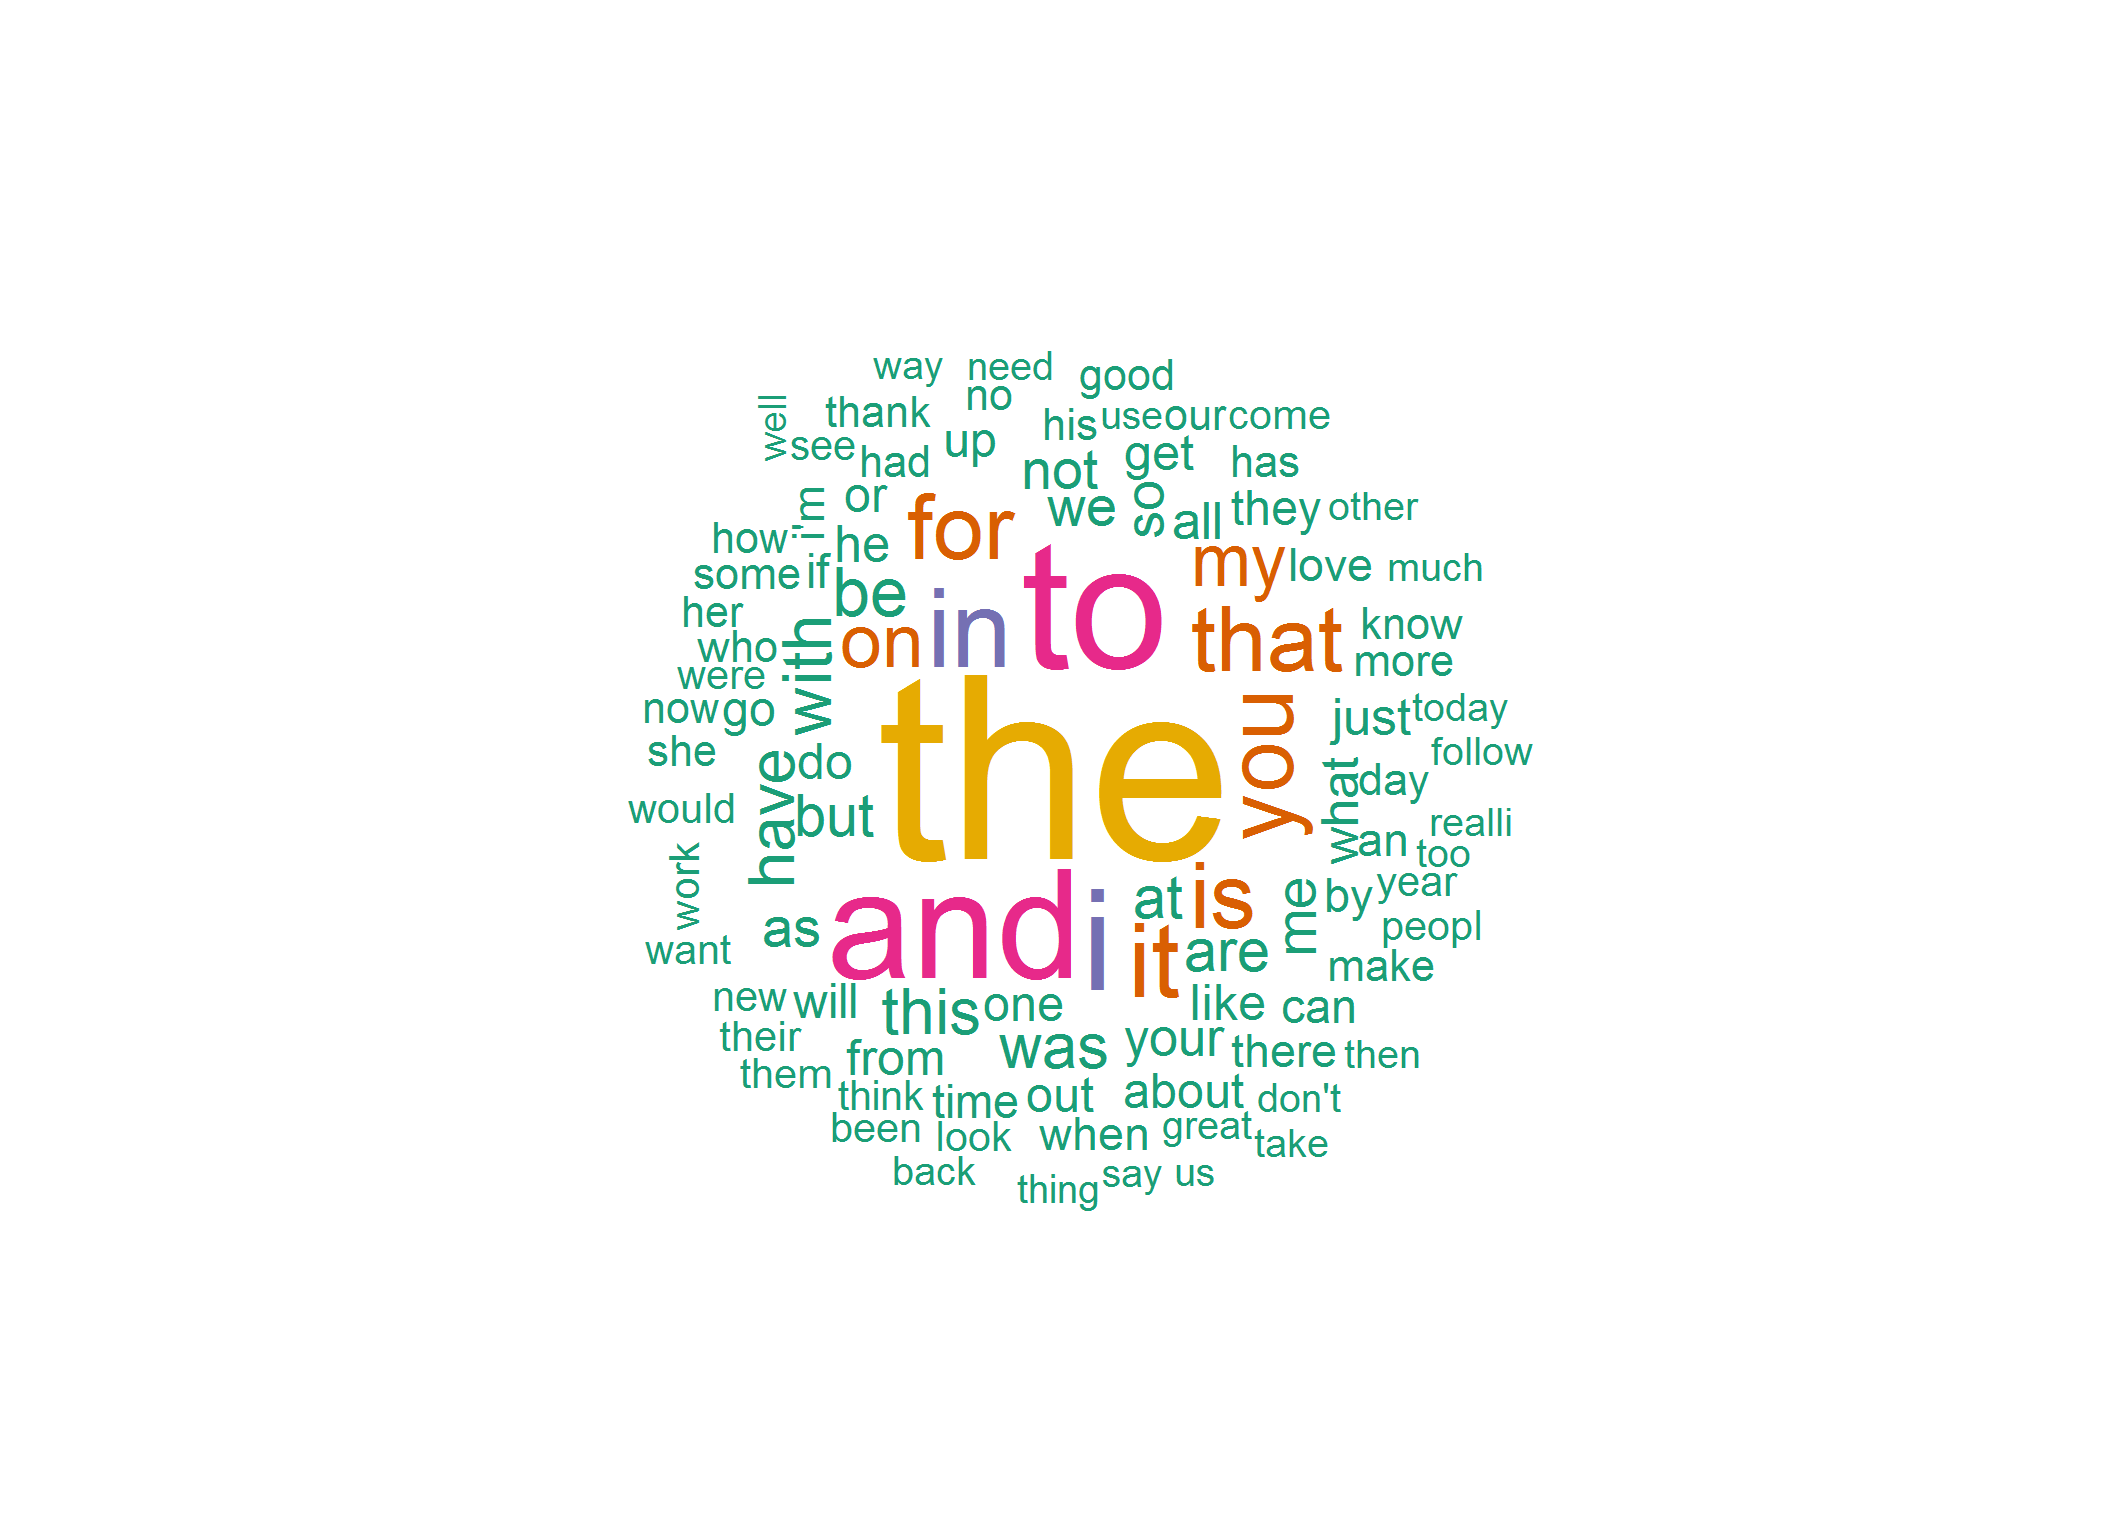 way need good
well thank no his use our come
see had up not get has
i'm or for we so all they other
how he to my love much
some if be in that know
her with on more
who
were
now go the you just today
she have do what day follow
would but an realli
too
work and i at is me by year
as it are peopl
want make
new will this one like can
their from was your there then
them think time out about don't
been look when great take
back thing say us